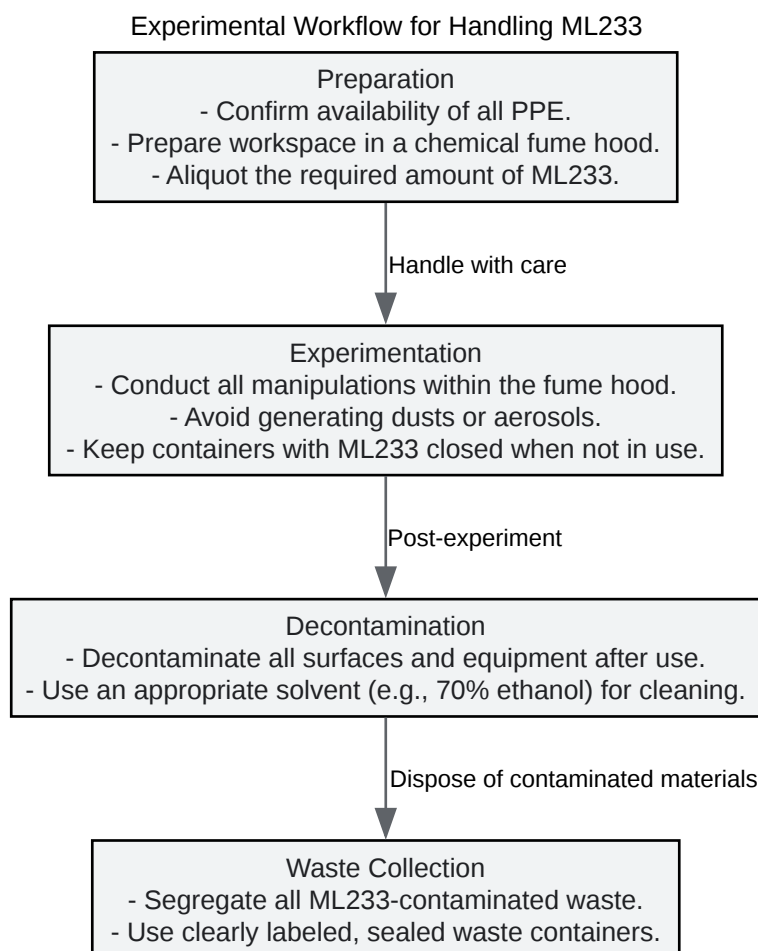 Experimental Workflow for Handling ML233
Preparation
- Confirm availability of all PPE.
- Prepare workspace in a chemical fume hood.
- Aliquot the required amount of ML233.
Handle with care
Experimentation
- Conduct all manipulations within the fume hood.
- Avoid generating dusts or aerosols.
- Keep containers with ML233 closed when not in use.
Post-experiment
Decontamination
- Decontaminate all surfaces and equipment after use.
- Use an appropriate solvent (e.g., 70% ethanol) for cleaning.
Dispose of contaminated materials
Waste Collection
- Segregate all ML233-contaminated waste.
- Use clearly labeled, sealed waste containers.